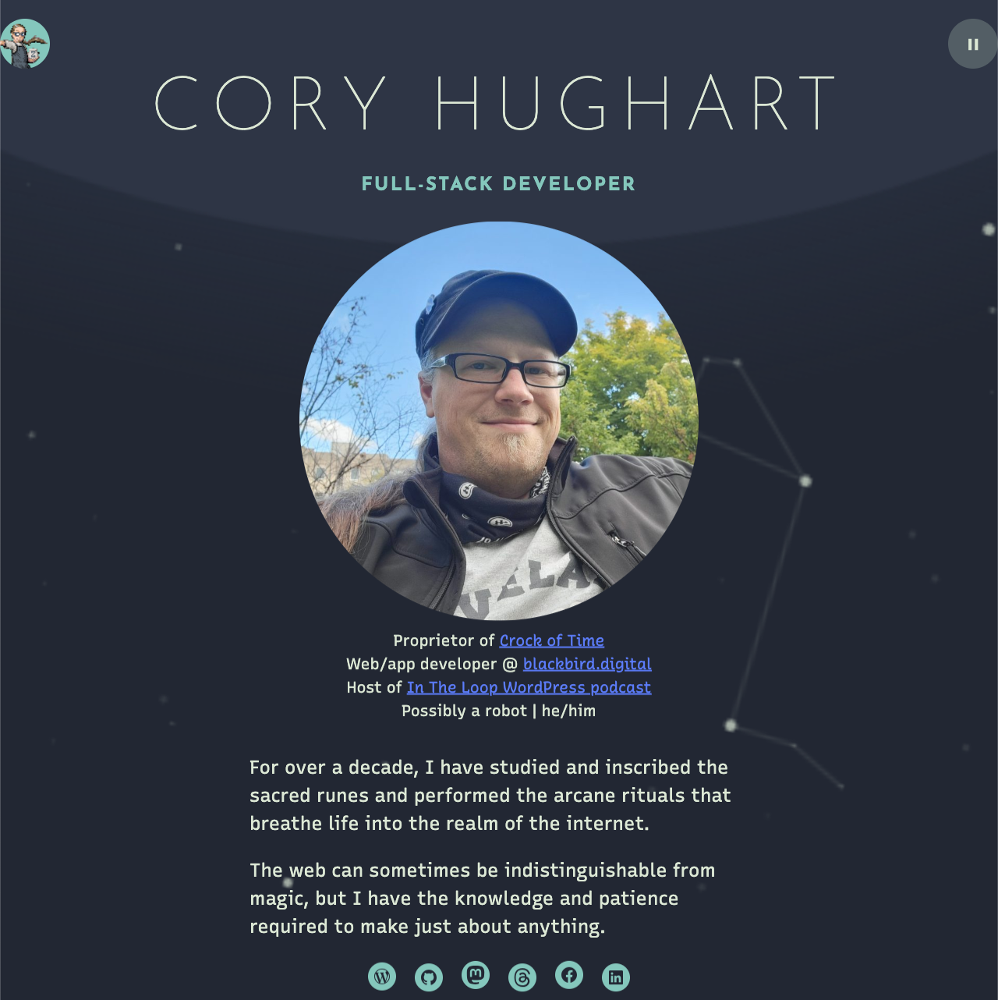 CORY HUGHART
FULL-STACK DEVELOPER
Proprietor of Crock of Time
Web/app developer @ blackbird.digital
Host of In The Loop WordPress podcast
Possibly a robot | he/him
For over a decade, I have studied and inscribed the
sacred runes and performed the arcane rituals that
breathe life into the realm of the internet.
The web can sometimes be indistinguishable from
magic, but I have the knowledge and patience
required to make just about anything.